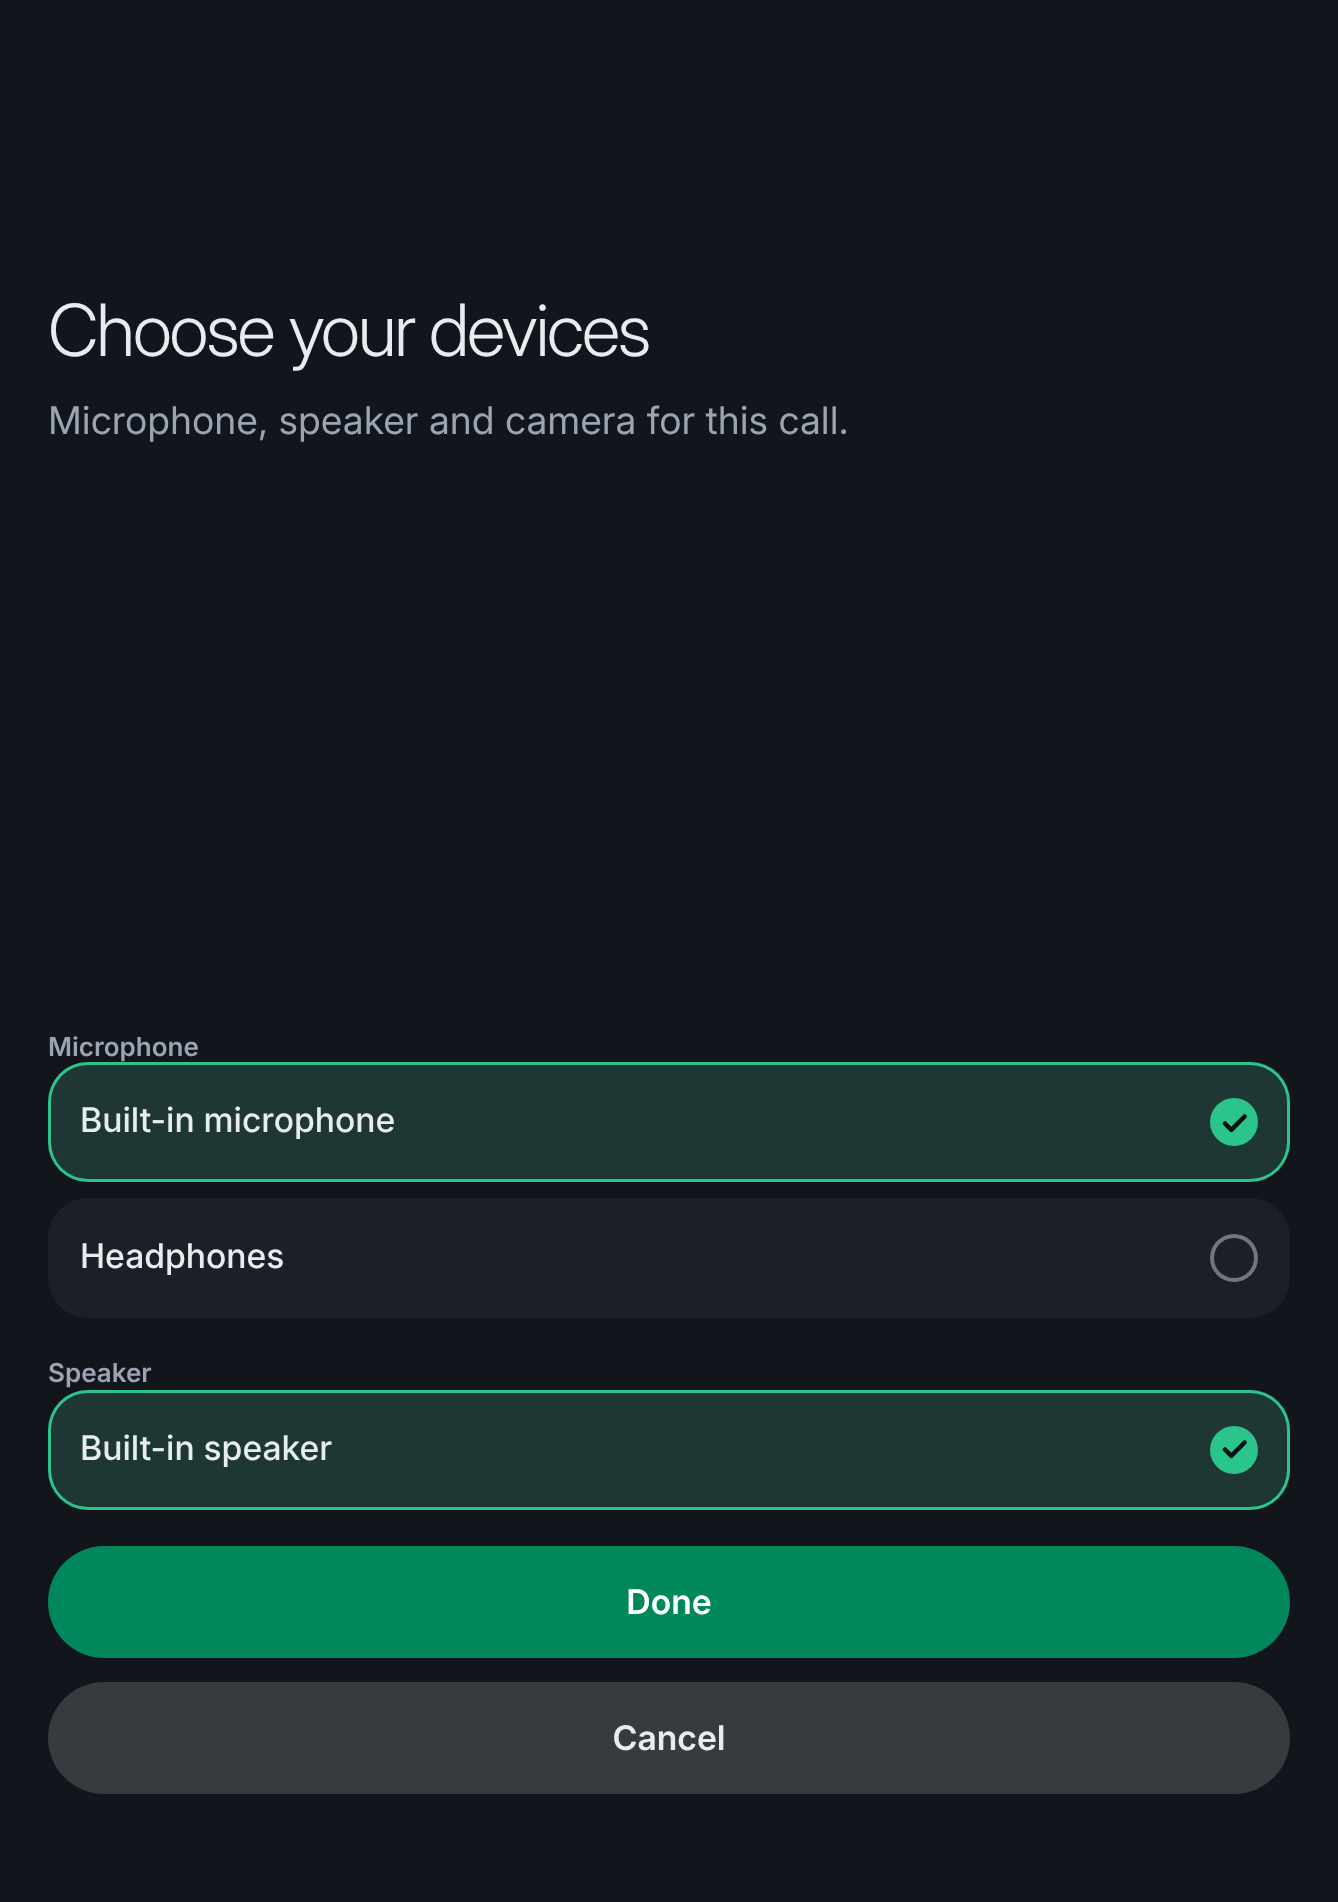 Choose your devices
Microphone, speaker and camera for this call.
Microphone
Built-in microphone
Headphones
Speaker
Built-in speaker
Done
Cancel